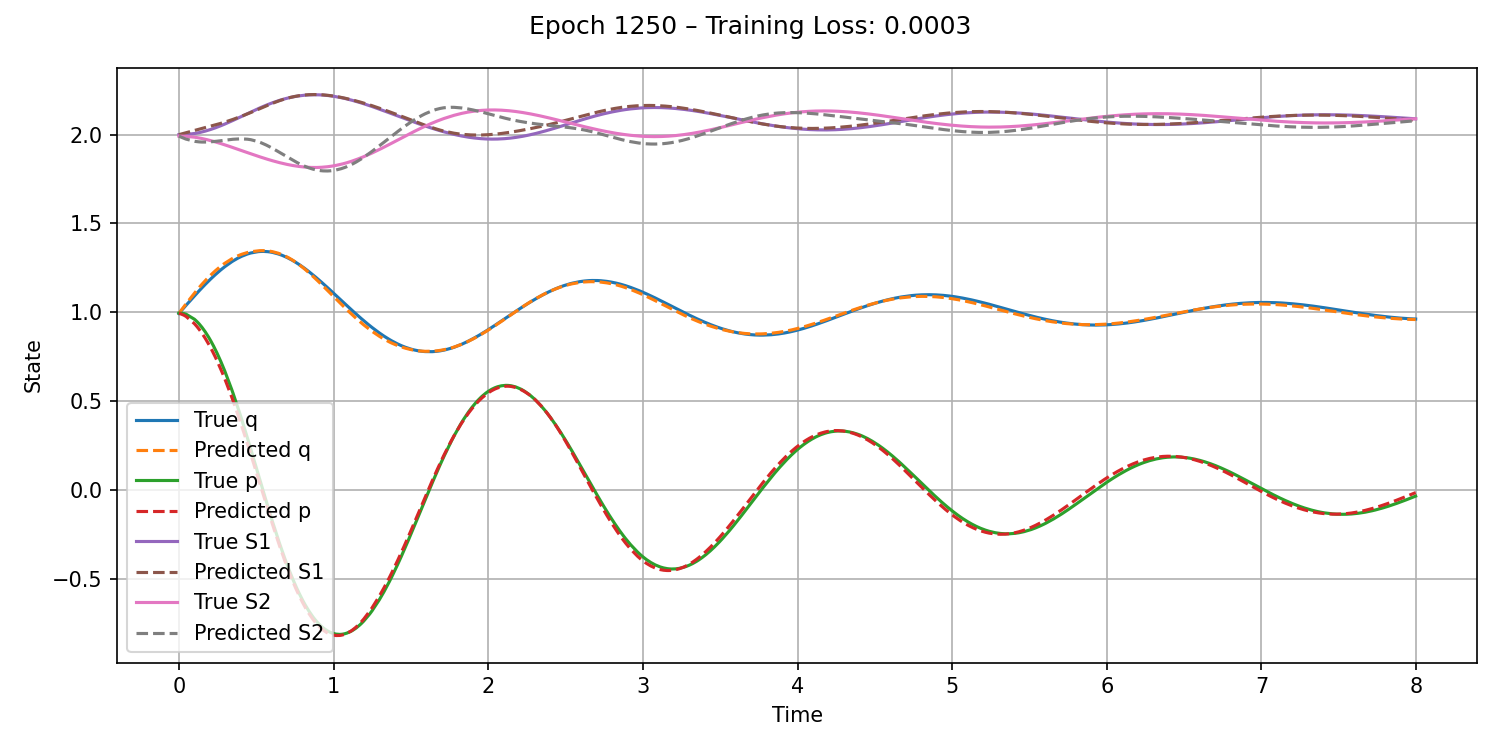 Epoch 1250 – Training Loss: 0.0003
State
2.0
1.5
1.0
0.5
0.0
−0.5
True q
Predicted q
True p
Predicted p
True S1
Predicted S1
True S2
Predicted S2
0 1 2 3 4 5 6 7 8
Time